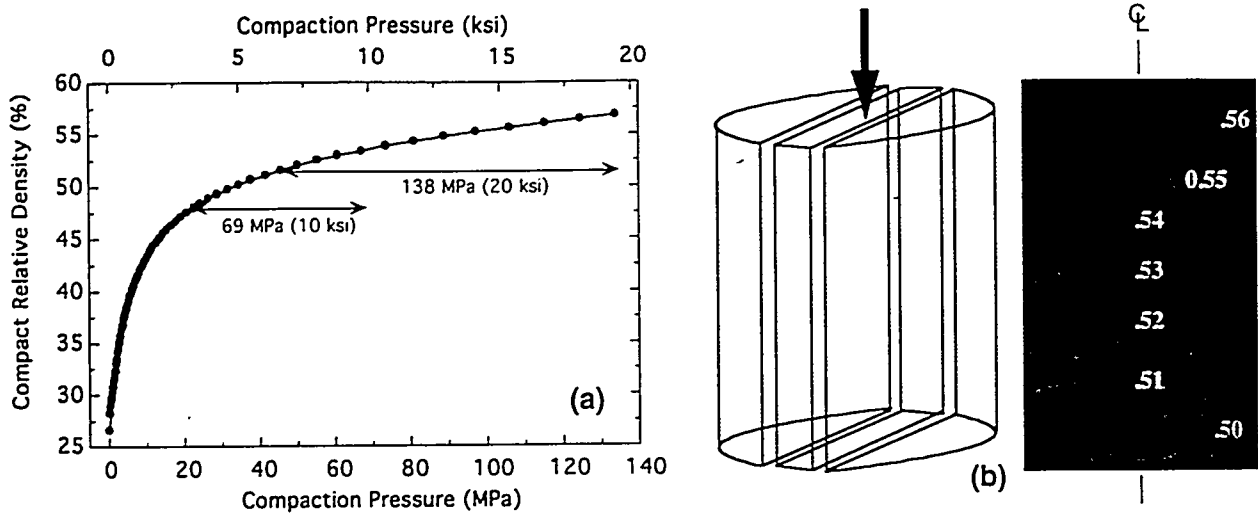 Compaction Pressure (ksi)
0 5 10 15 20
Compact Relative Density (%)
60
55
50
45
40
35
30
25
138 MPa (20 ksi)
69 MPa (10 ksi)
(a)
0 20 40 60 80 100 120 140
Compaction Pressure (MPa)
(b)
℄
.56
0.55
.54
.53
.52
.51
.50